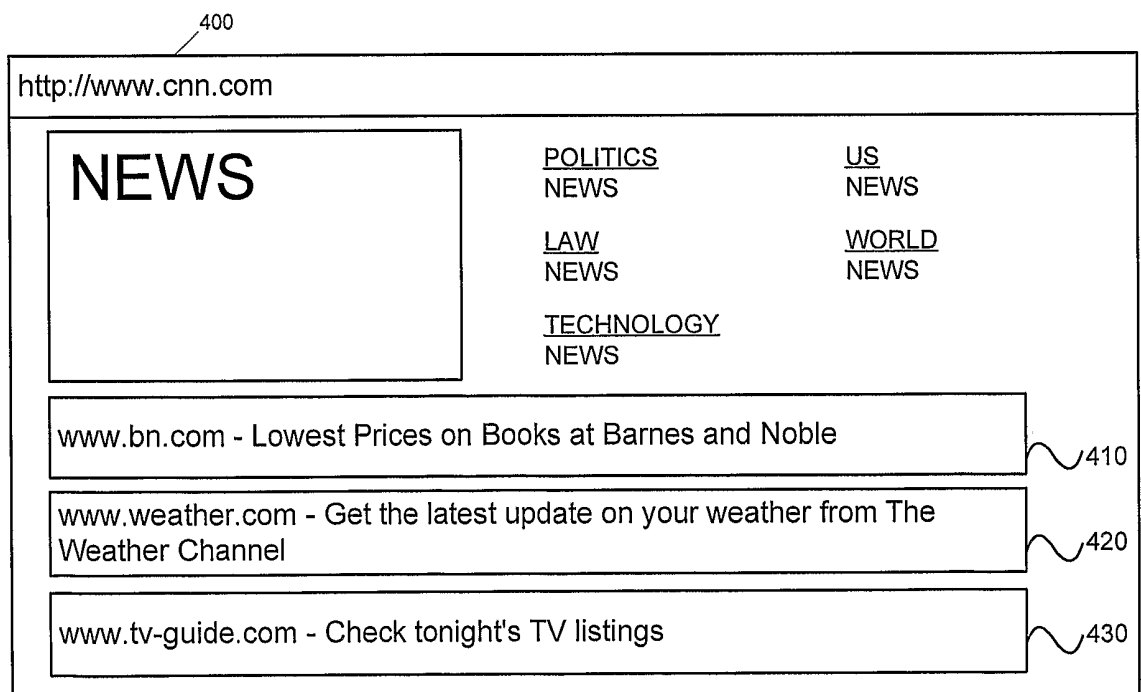 400
http://www.cnn.com
NEWS
POLITICS
NEWS
US
NEWS
LAW
NEWS
WORLD
NEWS
TECHNOLOGY
NEWS
www.bn.com - Lowest Prices on Books at Barnes and Noble
410
www.weather.com - Get the latest update on your weather from The
Weather Channel
420
www.tv-guide.com - Check tonight's TV listings
430